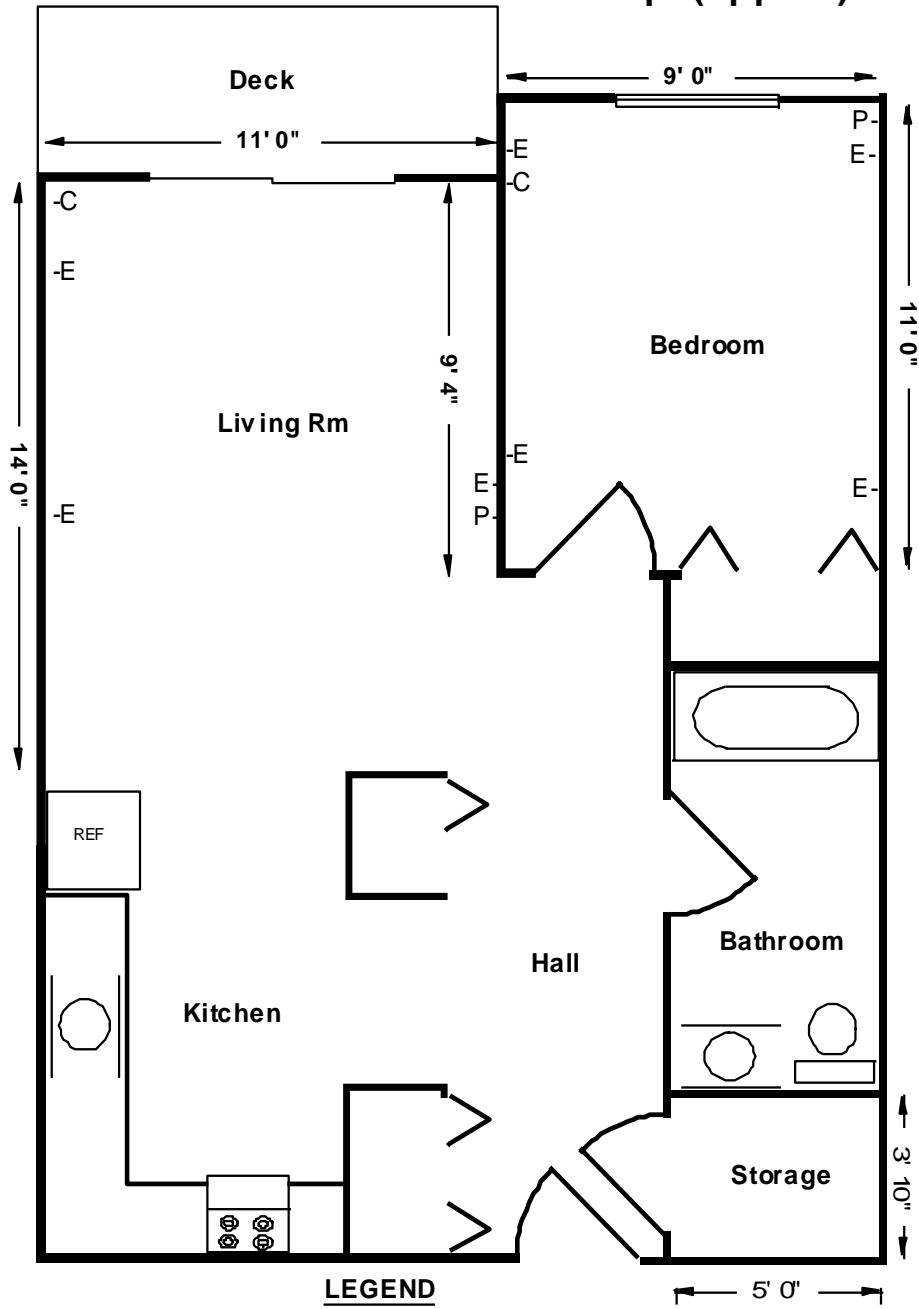 9' 0"
Deck
P-
11' 0"
-E
E-
-C
-C
-E
11' 0"
Bedroom
9' 4"
Living Rm
14' 0"
-E
E-
E-
-E
P-
REF
Bathroom
Hall
Kitchen
Storage
3' 10"
5' 0"
LEGEND